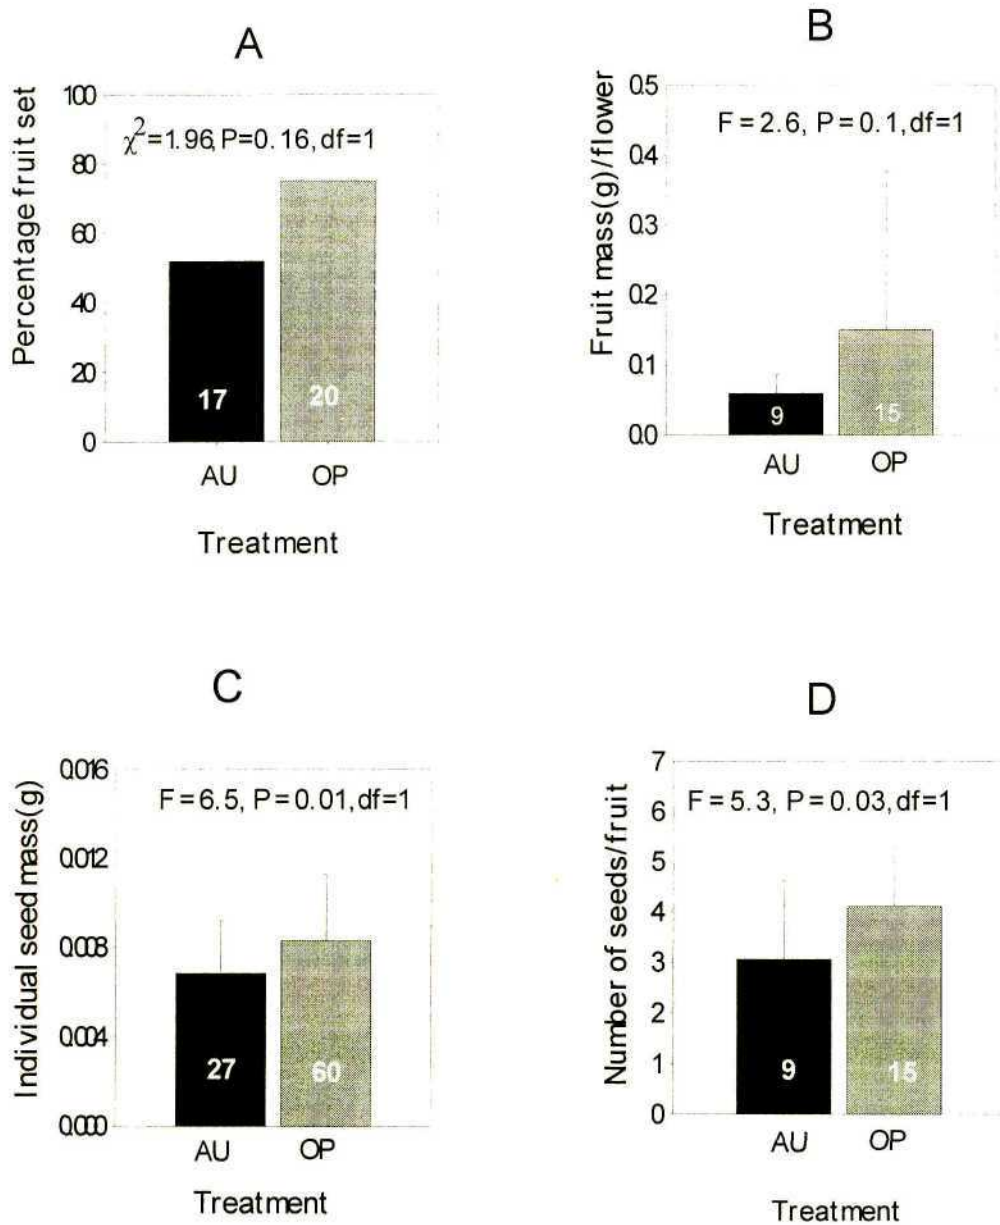 A
Percentage fruit set
100
80
60
40
20
0
χ²=1.96, P=0.16, df=1
17
20
AU
OP
Treatment
B
Fruit mass(g)/flower
0.5
0.4
0.3
0.2
0.1
0.0
F=2.6, P=0.1, df=1
9
15
AU
OP
Treatment
C
Individual seed mass(g)
0.016
0.012
0.008
0.004
0.000
F=6.5, P=0.01, df=1
27
60
AU
OP
Treatment
D
Number of seeds/fruit
7
6
5
4
3
2
1
0
F=5.3, P=0.03, df=1
9
15
AU
OP
Treatment